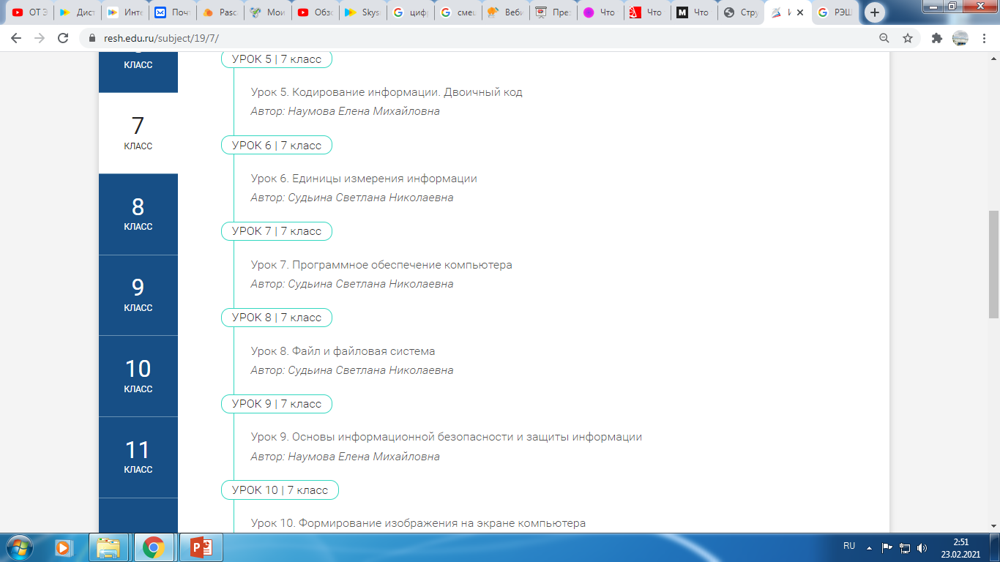 ОТ Э
Дист
Инте
Почт
Pasc
Мои
Обзо
Skys
циф
смеш
Веби
През
Что
Что
Что
Стру
РЭШ
resh.edu.ru/subject/19/7/
КЛАСС
7
КЛАСС
8
КЛАСС
9
КЛАСС
10
КЛАСС
11
КЛАСС
УРОК 5 | 7 класс
Урок 5. Кодирование информации. Двоичный код
Автор: Наумова Елена Михайловна
УРОК 6 | 7 класс
Урок 6. Единицы измерения информации
Автор: Судьина Светлана Николаевна
УРОК 7 | 7 класс
Урок 7. Программное обеспечение компьютера
Автор: Судьина Светлана Николаевна
УРОК 8 | 7 класс
Урок 8. Файл и файловая система
Автор: Судьина Светлана Николаевна
УРОК 9 | 7 класс
Урок 9. Основы информационной безопасности и защиты информации
Автор: Наумова Елена Михайловна
УРОК 10 | 7 класс
Урок 10. Формирование изображения на экране компьютера
RU
2:51
23.02.2021